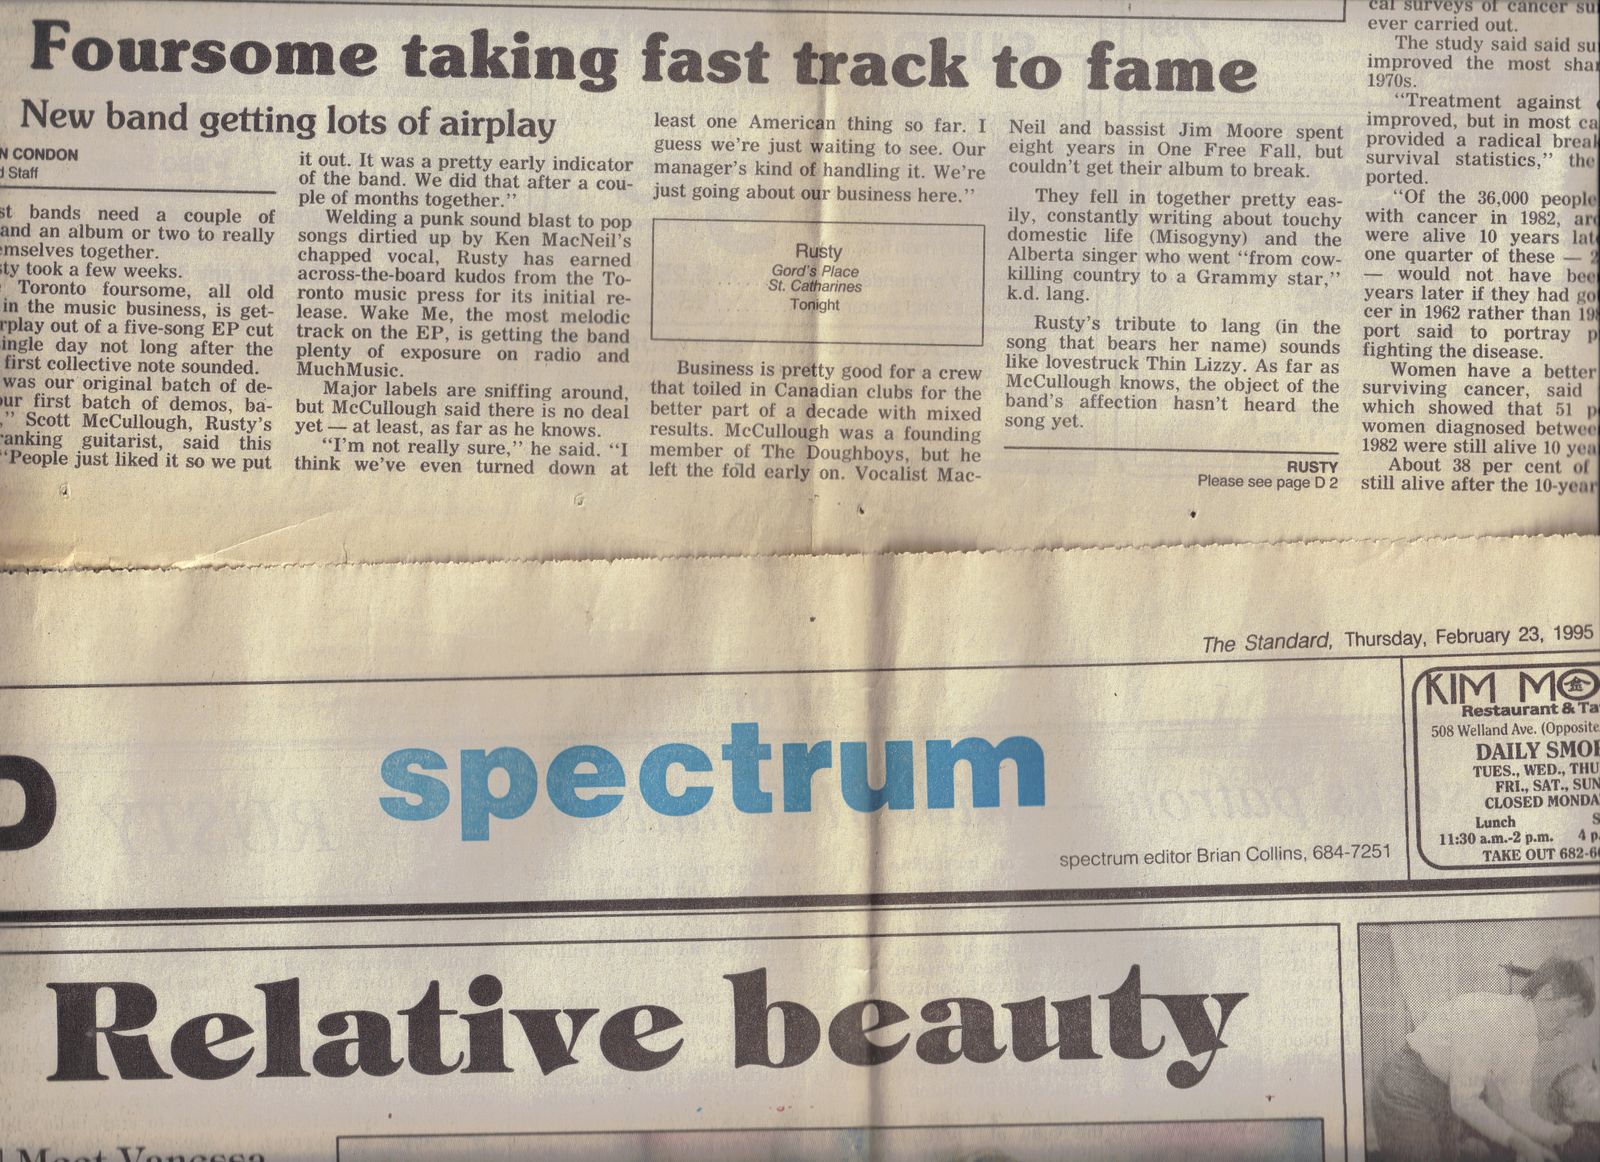 Foursome taking fast track to fame
New band getting lots of airplay
N CONDON
Staff
st bands need a couple of
and an album or two to really
mselves together.
ty took a few weeks.
Toronto foursome, all old
in the music business, is get-
rplay out of a five-song EP cut
ingle day not long after the
first collective note sounded.
was our original batch of de-
ur first batch of demos, ba-
," Scott McCullough, Rusty's
ranking guitarist, said this
"People just liked it so we put
it out. It was a pretty early indicator
of the band. We did that after a cou-
ple of months together."
Welding a punk sound blast to pop
songs dirtied up by Ken MacNeil's
chapped vocal, Rusty has earned
across-the-board kudos from the To-
ronto music press for its initial re-
lease. Wake Me, the most melodic
track on the EP, is getting the band
plenty of exposure on radio and
MuchMusic.
Major labels are sniffing around,
but McCullough said there is no deal
yet — at least, as far as he knows.
"I'm not really sure," he said. "I
think we've even turned down at
least one American thing so far. I
guess we're just waiting to see. Our
manager's kind of handling it. We're
just going about our business here."
Rusty
Gord's Place
St. Catharines
Tonight
Business is pretty good for a crew
that toiled in Canadian clubs for the
better part of a decade with mixed
results. McCullough was a founding
member of The Doughboys, but he
left the fold early on. Vocalist Mac-
Neil and bassist Jim Moore spent
eight years in One Free Fall, but
couldn't get their album to break.
They fell in together pretty eas-
ily, constantly writing about touchy
domestic life (Misogyny) and the
Alberta singer who went "from cow-
killing country to a Grammy star,"
k.d. lang.
Rusty's tribute to lang (in the
song that bears her name) sounds
like lovestruck Thin Lizzy. As far as
McCullough knows, the object of the
band's affection hasn't heard the
song yet.
RUSTY
Please see page D 2
cal surveys of cancer su
ever carried out.
The study said said su
improved the most sha
1970s.
"Treatment against
improved, but in most ca
provided a radical break
survival statistics," the
ported.
"Of the 36,000 people
with cancer in 1982, are
were alive 10 years late
one quarter of these —
— would not have bee
years later if they had go
cer in 1962 rather than 19
port said to portray p
fighting the disease.
Women have a better
surviving cancer, said
which showed that 51 p
women diagnosed betwee
1982 were still alive 10 yea
About 38 per cent of
still alive after the 10-year
The Standard, Thursday, February 23, 1995
D
spectrum
spectrum editor Brian Collins, 684-7251
KIM MO
Restaurant & Ta
508 Welland Ave. (Opposite
DAILY SMO
TUES., WED., THU
FRI., SAT., SUN
CLOSED MONDA
Lunch S
11:30 a.m.-2 p.m. 4 p
TAKE OUT 682-6
Relative beauty
Meet Vanessa